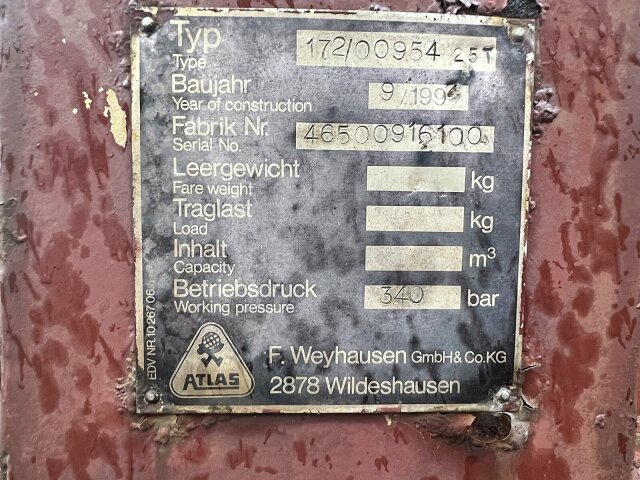 Typ
Type
172/00954 25T
Baujahr
Year of construction
Fabrik Nr.
Serial No.
46500916100
Leergewicht
Fare weight
kg
Traglast
Load
kg
Inhalt
Capacity
m³
Betriebsdruck
Working pressure
340 bar
EDV NR 10 267 06
ATLAS
F. Weyhausen GmbH & Co.KG
2878 Wildeshausen